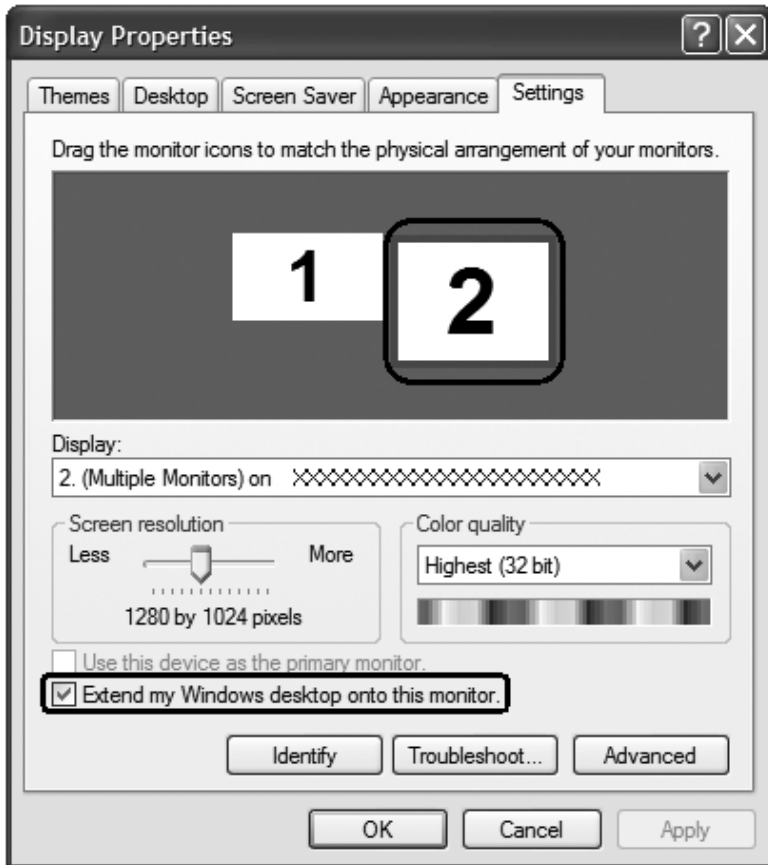 Display Properties
Themes Desktop Screen Saver Appearance Settings
Drag the monitor icons to match the physical arrangement of your monitors.
1 2
Display:
2. (Multiple Monitors) on XXXXXXXXXXXXXXXXXXXXXXXX
Screen resolution
Less More
1280 by 1024 pixels
Color quality
Highest (32 bit)
Use this device as the primary monitor.
Extend my Windows desktop onto this monitor.
Identify Troubleshoot... Advanced
OK Cancel Apply